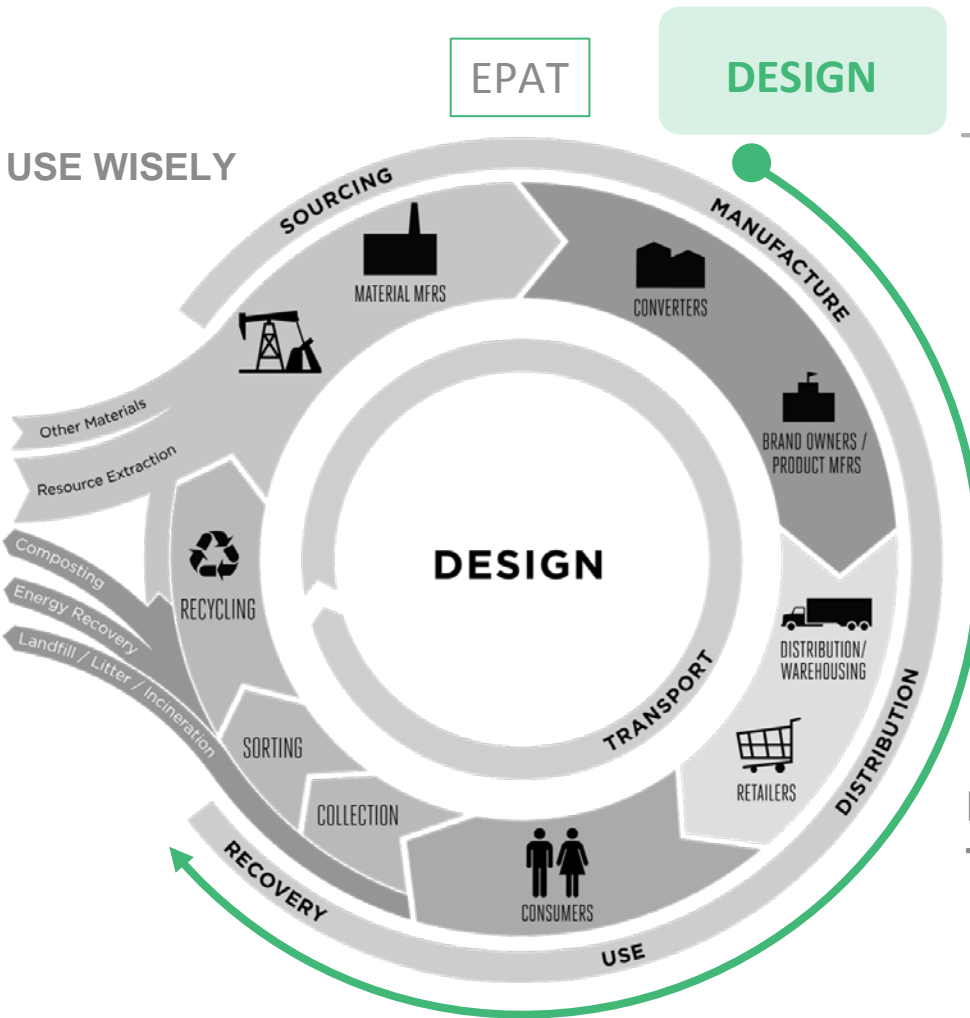 EPAT
DESIGN
USE WISELY
SOURCING
MANUFACTURE
MATERIAL MFRS
CONVERTERS
BRAND OWNERS /
PRODUCT MFRS
Other Materials
Resource Extraction
Composting
Energy Recovery
Landfill / Litter / Incineration
RECYCLING
DESIGN
DISTRIBUTION/
WAREHOUSING
TRANSPORT
DISTRIBUTION
SORTING
RETAILERS
COLLECTION
CONSUMERS
RECOVERY
USE